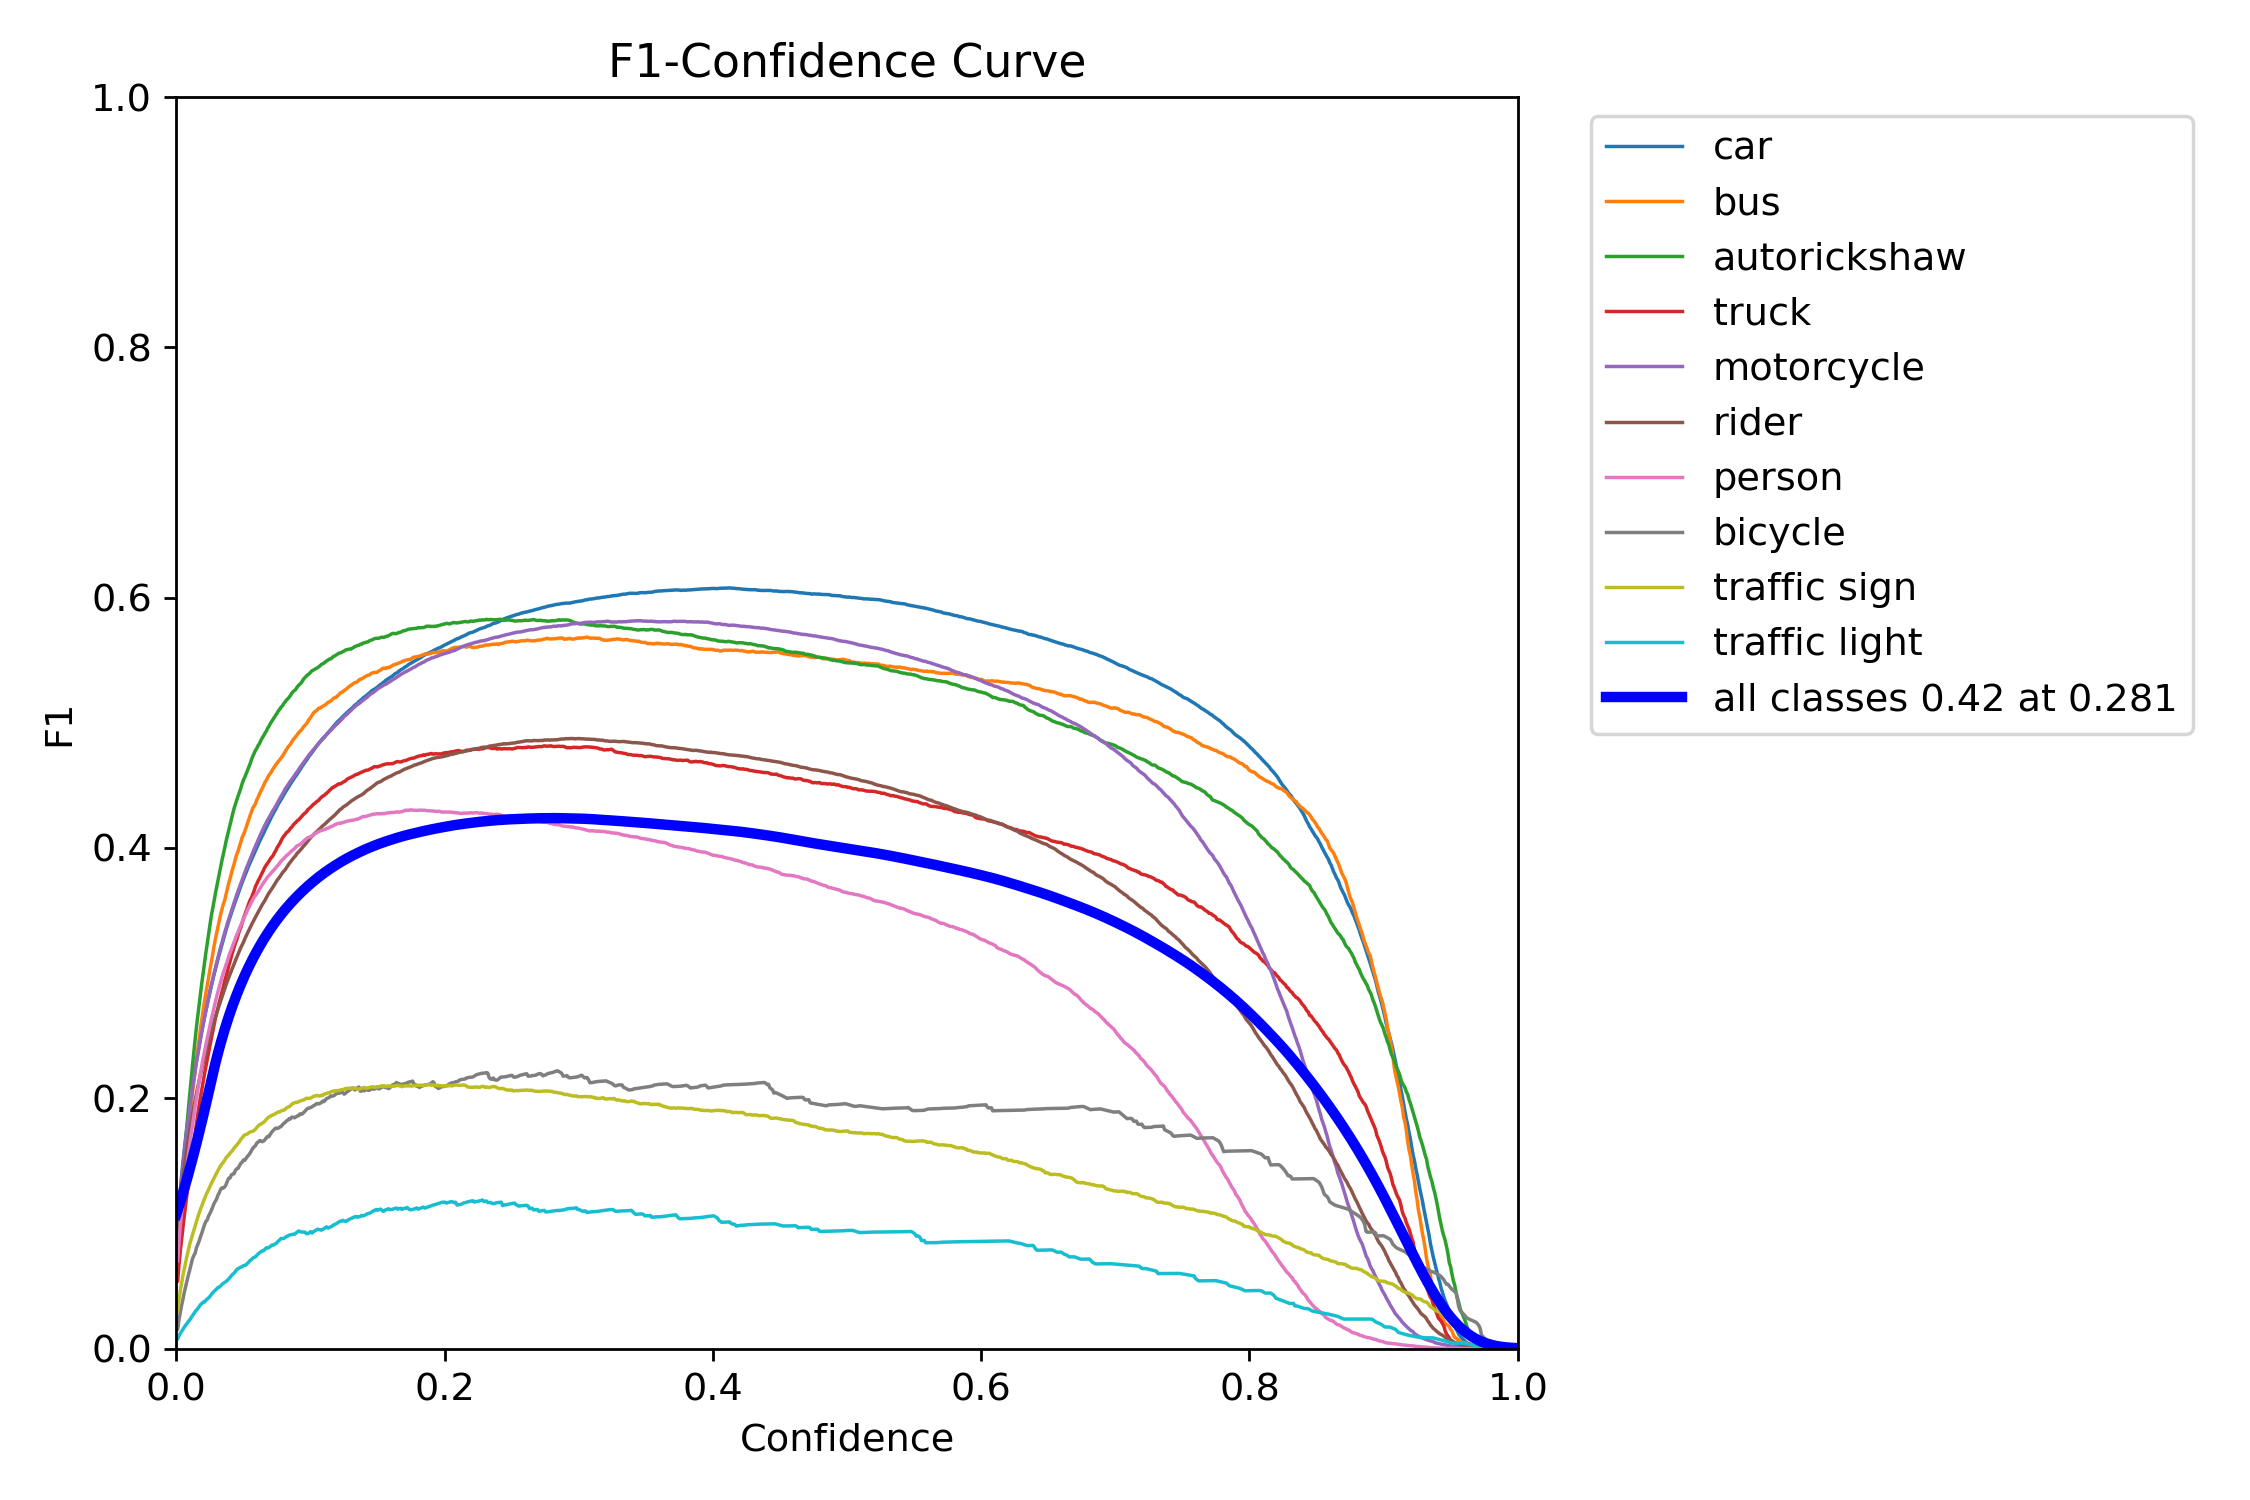 F1-Confidence Curve
1.0
0.8
0.6
0.4
0.2
0.0
F1
0.0 0.2 0.4 0.6 0.8 1.0
Confidence
car
bus
autorickshaw
truck
motorcycle
rider
person
bicycle
traffic sign
traffic light
all classes 0.42 at 0.281